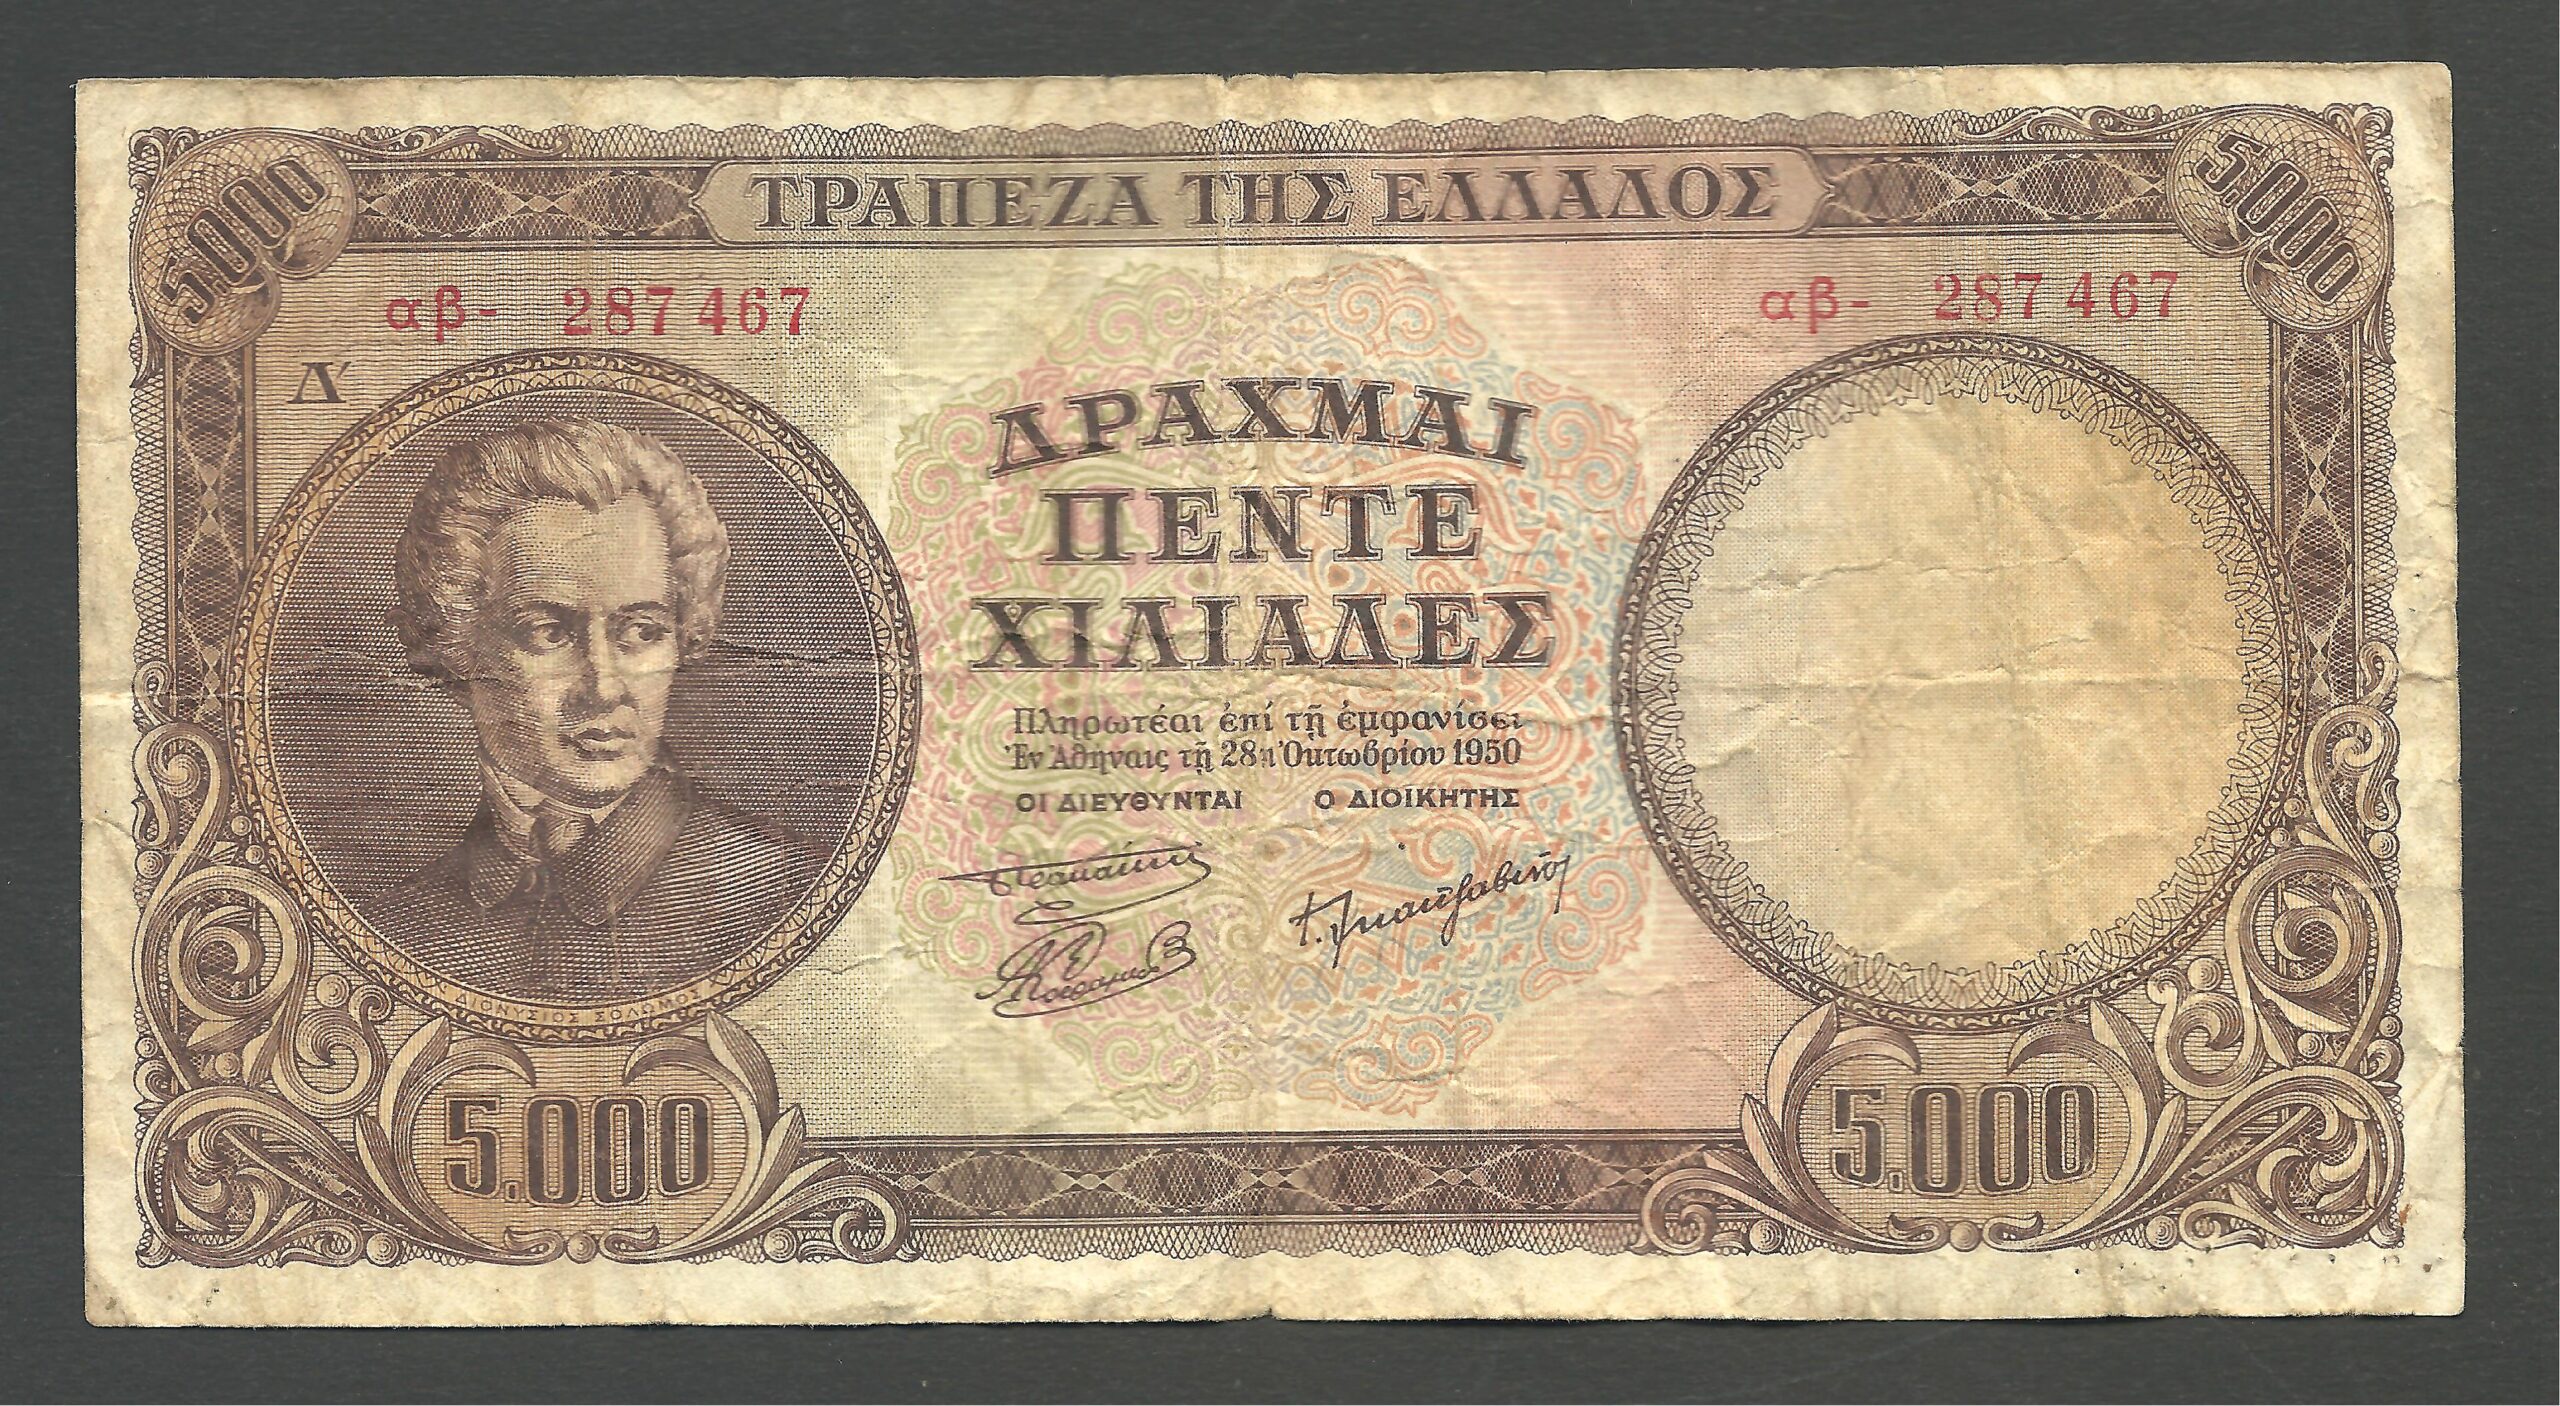 5.000 ΤΡΑΠΕΖΑ ΤΗΣ ΕΛΛΑΔΟΣ 5.000
αβ- 287467 αβ- 287467
Δ'
ΔΡΑΧΜΑΙ
ΠΕΝΤΕ
ΧΙΛΙΑΔΕΣ
Πληρωτέαι ἐπί τῇ ἐμφανίσει
Ἐν Ἀθήναις τῇ 28ῃ Ὀκτωβρίου 1950
ΟΙ ΔΙΕΥΘΥΝΤΑΙ Ο ΔΙΟΙΚΗΤΗΣ
ΔΙΟΝΥΣΙΟΣ ΣΟΛΩΜΟΣ
5.000 5.000